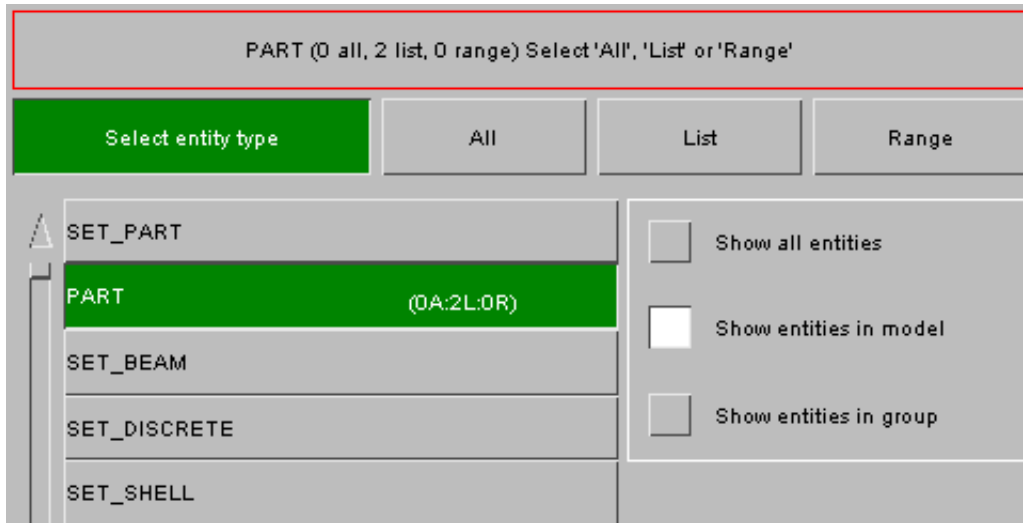 PART (0 all, 2 list, 0 range) Select 'All', 'List' or 'Range'
Select entity type
All
List
Range
SET_PART
PART (0A:2L:0R)
SET_BEAM
SET_DISCRETE
SET_SHELL
Show all entities
Show entities in model
Show entities in group